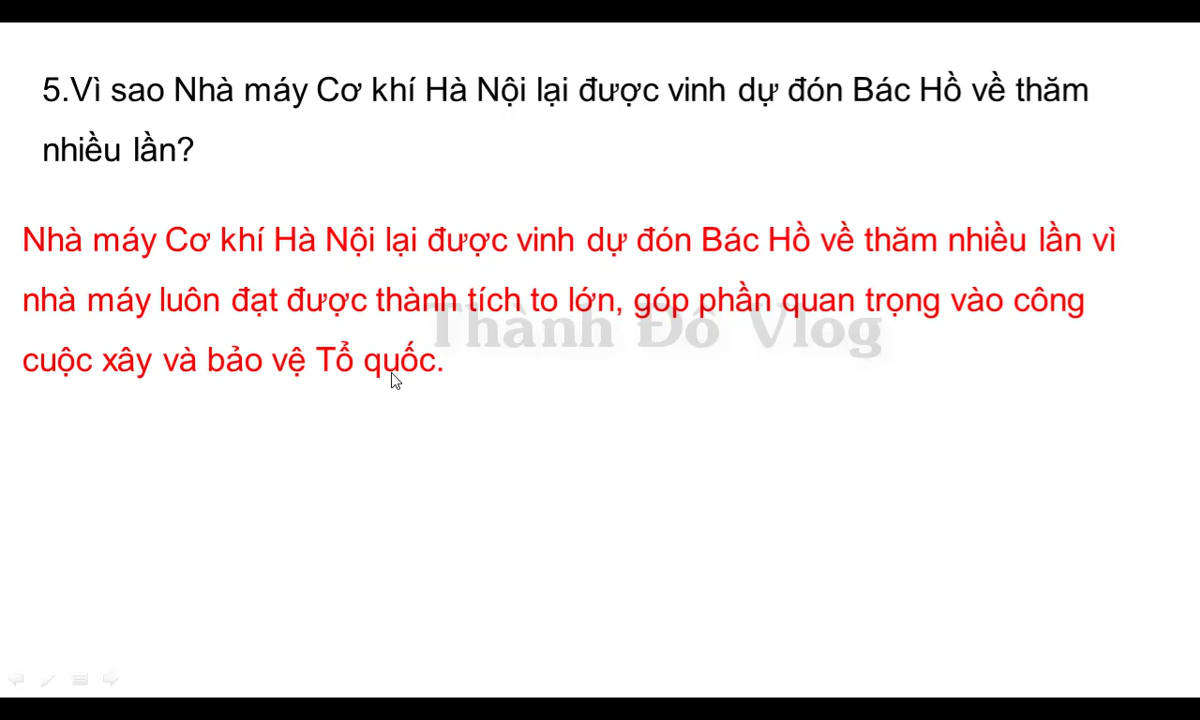 5.Vì sao Nhà máy Cơ khí Hà Nội lại được vinh dự đón Bác Hồ về thăm
nhiều lần?
Nhà máy Cơ khí Hà Nội lại được vinh dự đón Bác Hồ về thăm nhiều lần vì
nhà máy luôn đạt được thành tích to lớn, góp phần quan trọng vào công
Thành Đô Vlog
cuộc xây và bảo vệ Tổ quốc.